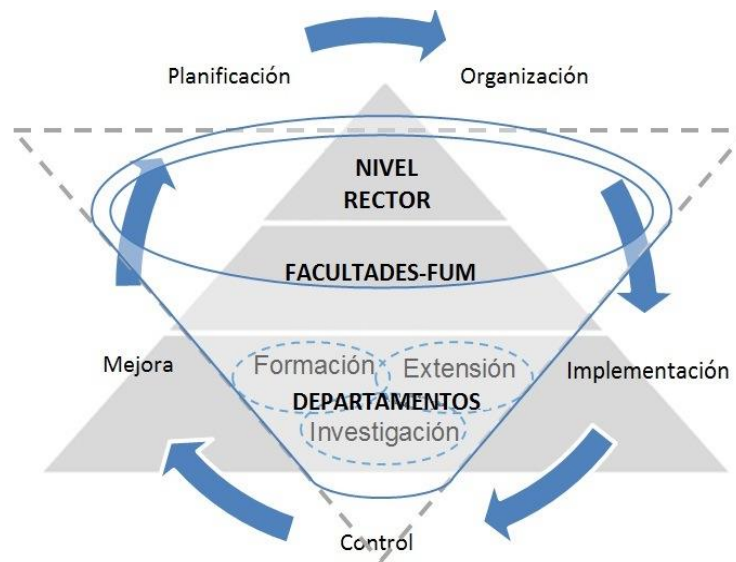 Planificación
Organización
NIVEL
RECTOR
FACULTADES-FUM
Mejora
Formación
Extensión
Implementación
DEPARTAMENTOS
Investigación
Control